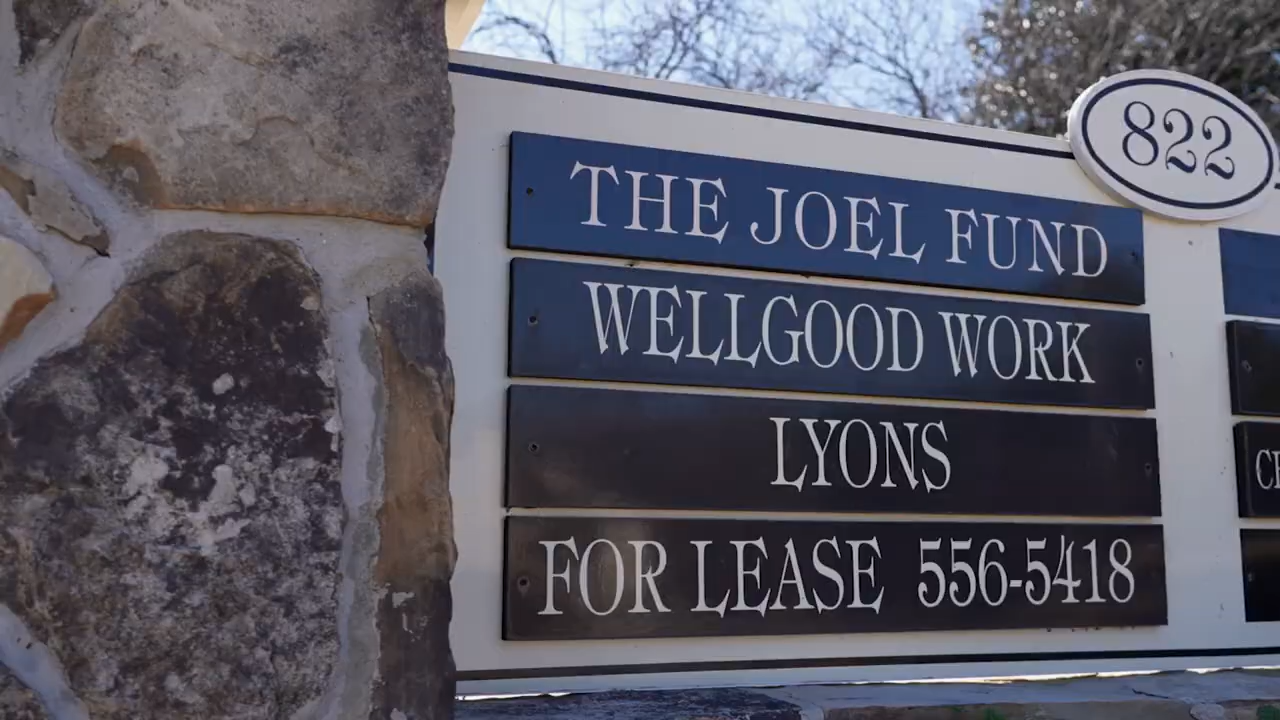 822
THE JOEL FUND
WELLGOOD WORK
LYONS
FOR LEASE 556-5418